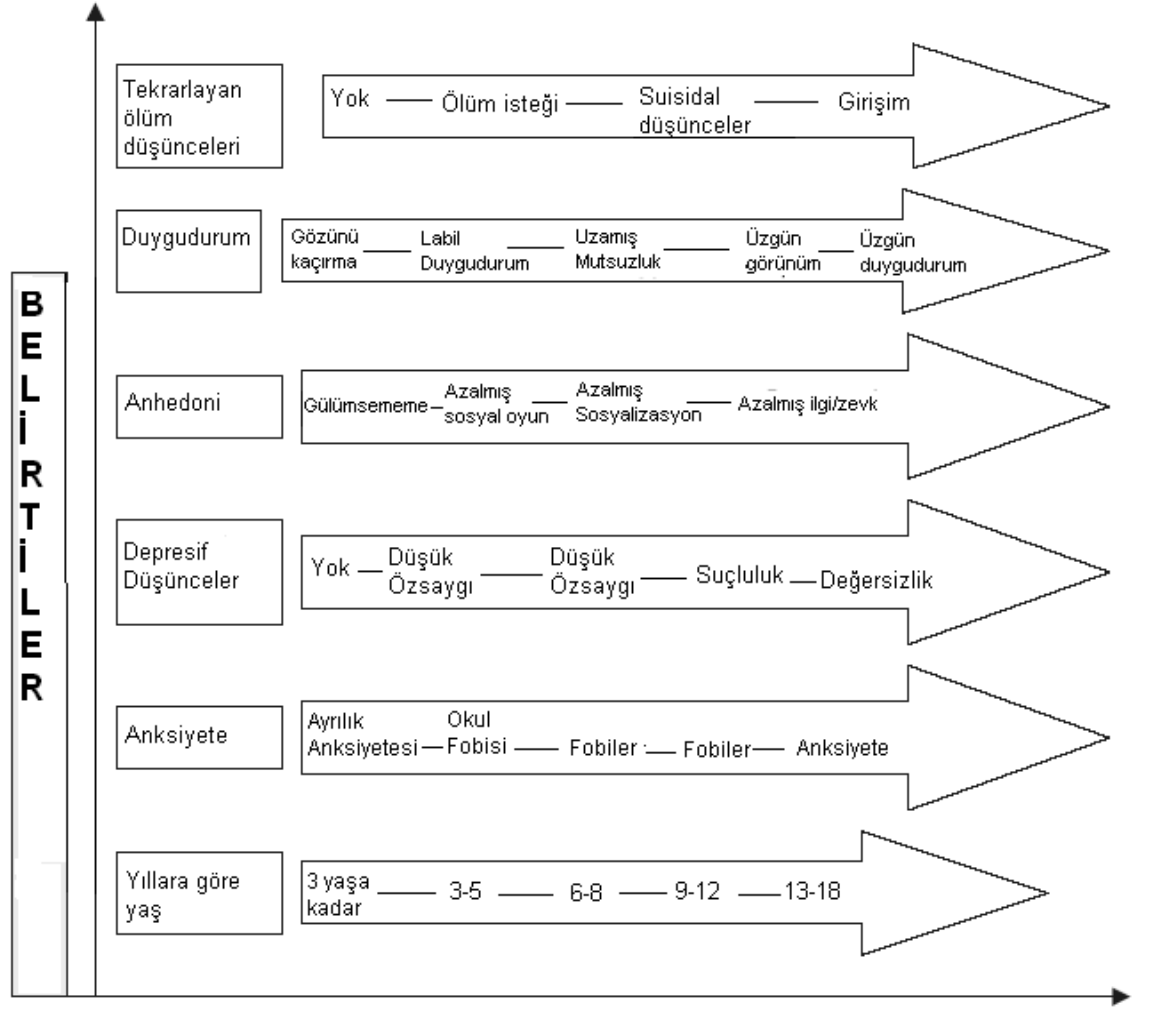 BELİRTİLER
Tekrarlayan
ölüm
düşünceleri
Yok Ölüm isteği Suisidal
düşünceler Girişim
Duygudurum
Gözünü
kaçırma
Labil
Duygudurum
Uzamış
Mutsuzluk
Üzgün
görünüm
Üzgün
duygudurum
Anhedoni
Gülümsememe
Azalmış
sosyal oyun
Azalmış
Sosyalizasyon
Azalmış ilgi/zevk
Depresif
Düşünceler
Yok
Düşük
Özsaygı
Düşük
Özsaygı
Suçluluk
Değersizlik
Anksiyete
Ayrılık
Anksiyetesi
Okul
Fobisi
Fobiler
Fobiler
Anksiyete
Yıllara göre
yaş
3 yaşa
kadar
3-5
6-8
9-12
13-18